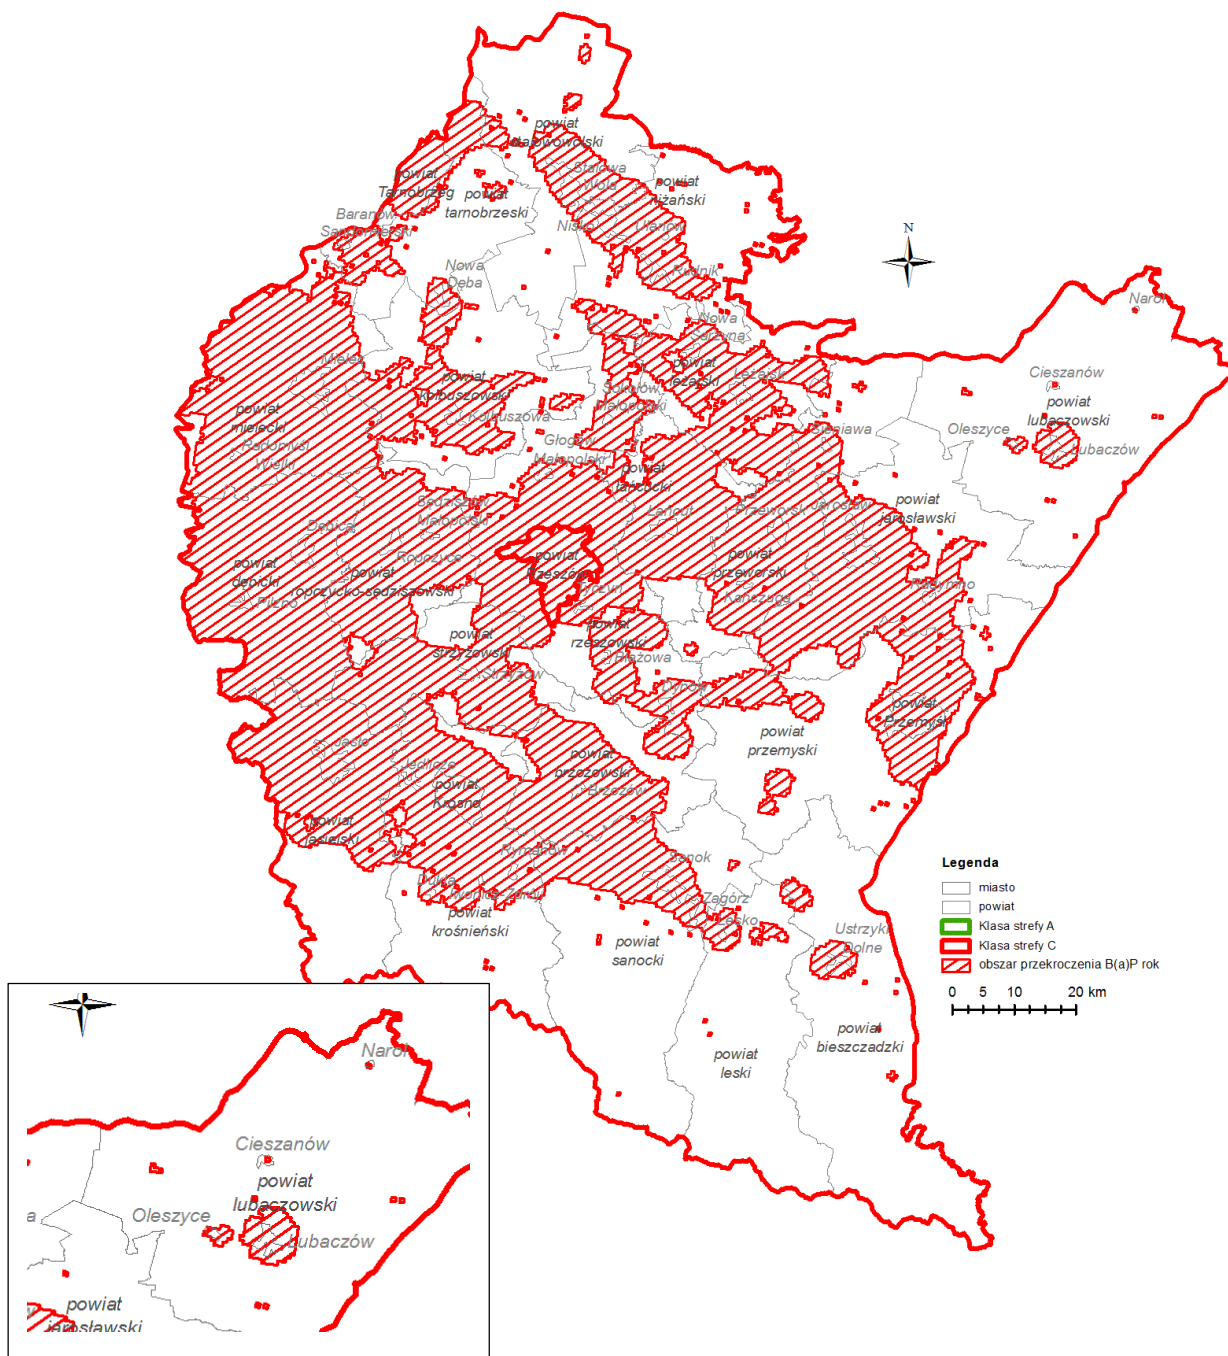 powiat
stalowowolski
Stalowa
Wola
powiat
niżański
powiat
Tarnobrzeg
powiat
tarnobrzeski
Baranów
Sandomierski
Nisko
Ulanów
N
Nowa
Dęba
Rudnik
Narol
Nowa
Sarzyna
Mielec
powiat
leżajski
Leżajsk
Cieszanów
powiat
lubaczowski
powiat
kolbuszowski
Kolbuszowa
Sokołów
Małopolski
powiat
mielecki
Radomyśl
Wielki
Głogów
Małopolski
Sieniawa
Oleszyce
Lubaczów
powiat
łańcucki
Sędziszów
Małopolski
Łańcut
Przeworsk
Jarosław
powiat
jarosławski
Dębica
Ropczyce
powiat
Rzeszów
powiat
przeworski
powiat
dębicki
Pilzno
powiat
ropczycko-sędziszowski
Tyczyn
Kańczuga
Radymno
powiat
strzyżowski
Strzyżów
powiat
rzeszowski
Błażowa
Dynów
powiat
Przemyśl
powiat
przemyski
Jasło
Jedlicze
powiat
Krosno
powiat
brzozowski
Brzozów
powiat
jasielski
Rymanów
Sanok
Dukla
Iwonicz-Zdrój
powiat
krośnieński
Zagórz
Lesko
Ustrzyki
Dolne
powiat
sanocki
powiat
leski
powiat
bieszczadzki
Legenda
miasto
powiat
Klasa strefy A
Klasa strefy C
obszar przekroczenia B(a)P rok
0 5 10 20 km
Narol
Cieszanów
powiat
lubaczowski
Oleszyce
Lubaczów
a
powiat
jarosławski